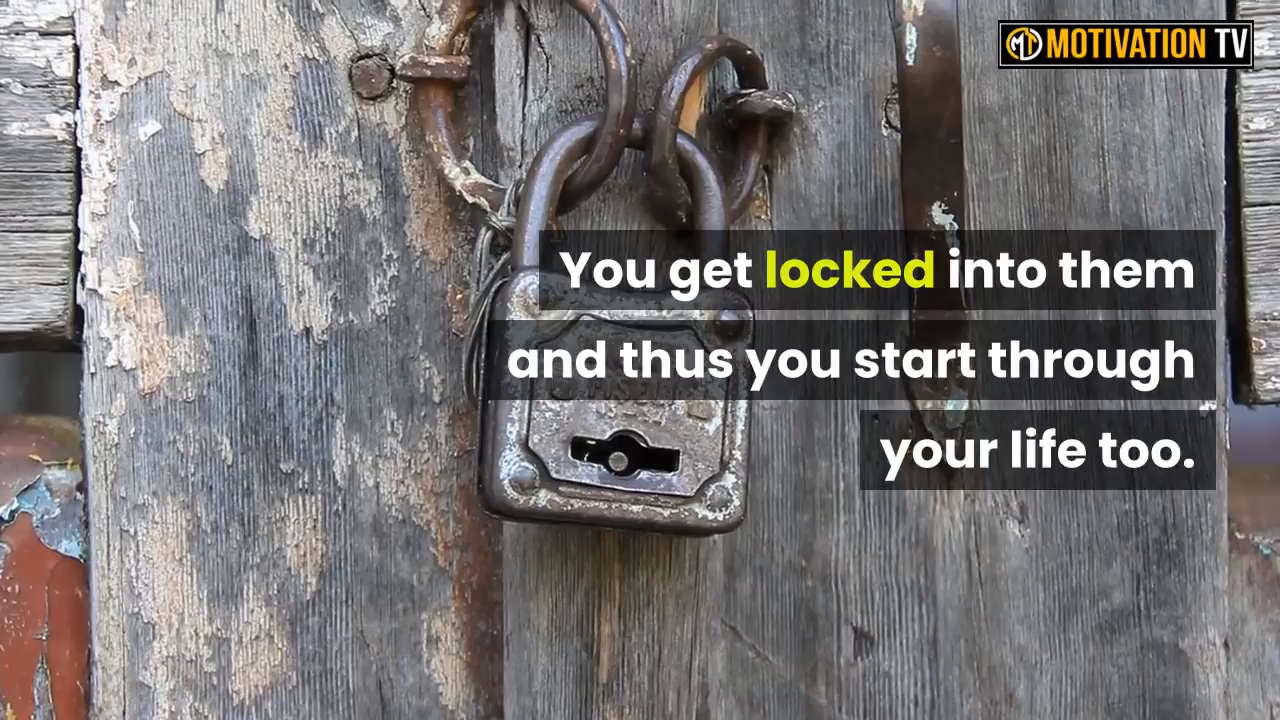 MOTIVATION TV
You get locked into them
and thus you start through
your life too.